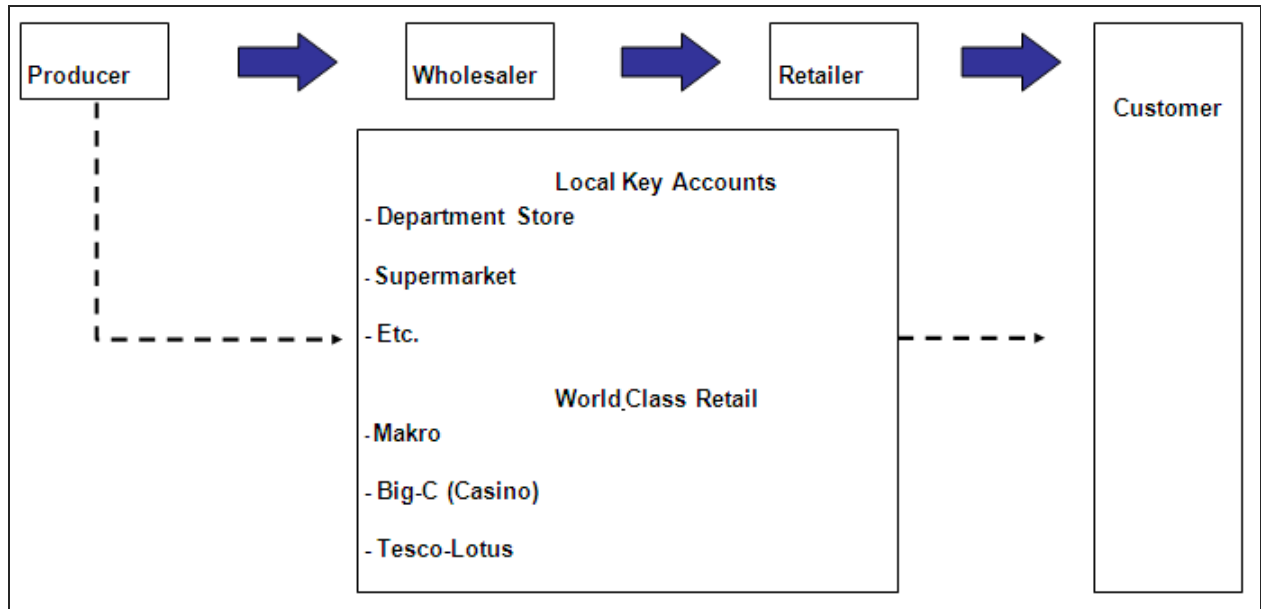 Producer
Wholesaler
Retailer
Customer
Local Key Accounts
- Department Store
- Supermarket
- Etc.
World Class Retail
-Makro
- Big-C (Casino)
- Tesco-Lotus